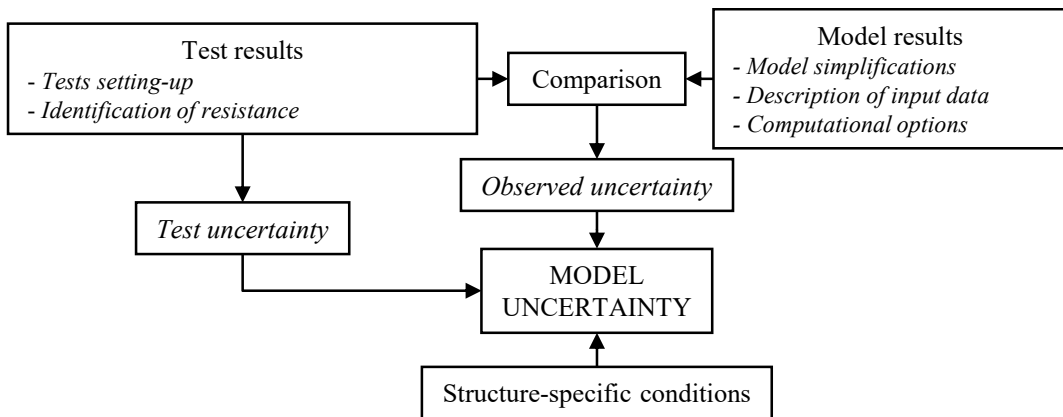 Test results
- Tests setting-up
- Identification of resistance
Comparison
Model results
- Model simplifications
- Description of input data
- Computational options
Observed uncertainty
Test uncertainty
MODEL
UNCERTAINTY
Structure-specific conditions